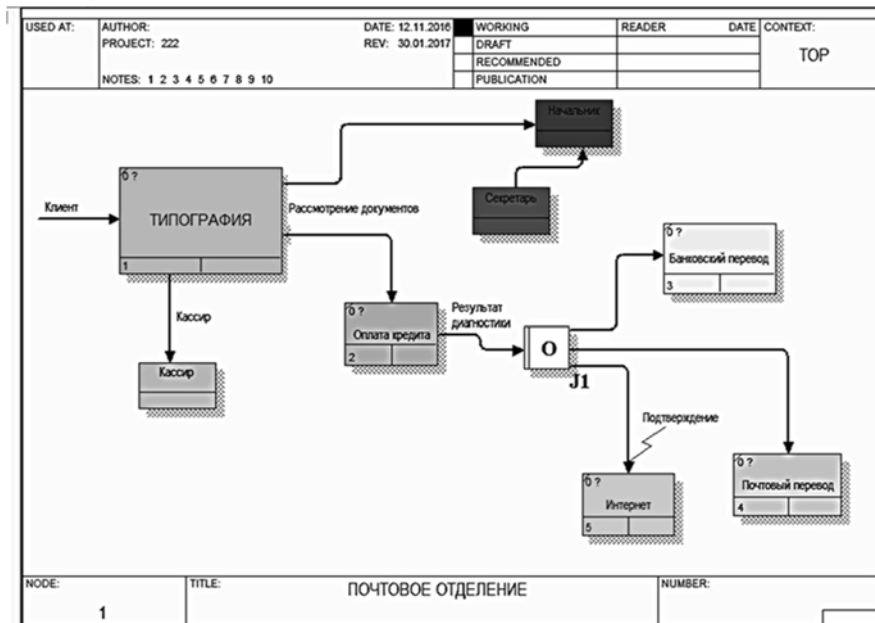 USED AT:
AUTHOR:
DATE: 12.11.2016
WORKING
READER
DATE
CONTEXT:
PROJECT: 222
REV: 30.01.2017
DRAFT
TOP
RECOMMENDED
NOTES: 1 2 3 4 5 6 7 8 9 10
PUBLICATION
Начальник
0 ?
Клиент
ТИПОГРАФИЯ
Рассмотрение документов
Секретарь
1
0 ?
Банковский перевод
3
Кассир
0 ?
Оплата кредита
2
Результат
диагностики
O
J1
Кассир
Подтверждение
0 ?
Почтовый перевод
4
0 ?
Интернет
5
NODE:
TITLE:
ПОЧТОВОЕ ОТДЕЛЕНИЕ
NUMBER:
1